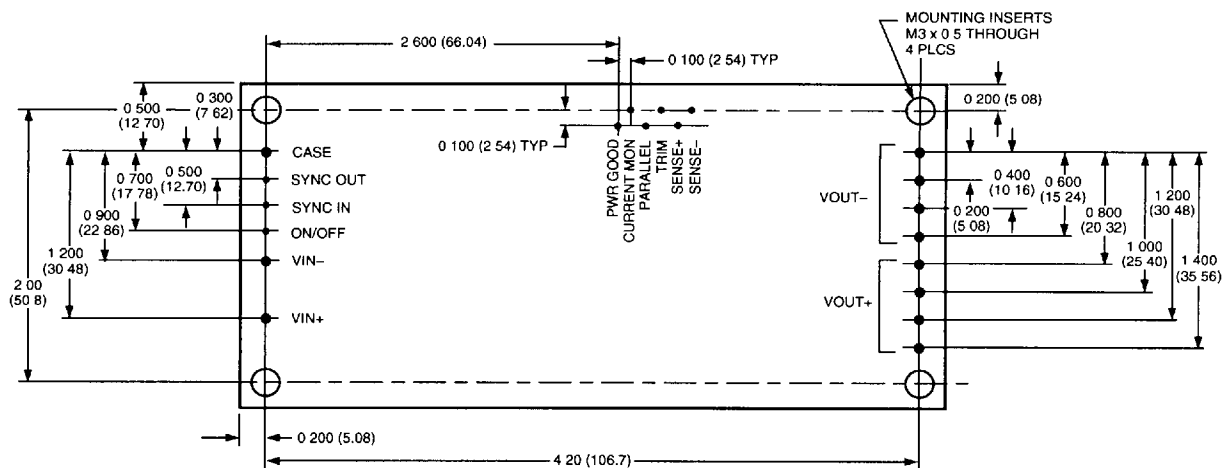 MOUNTING INSERTS
M3 x 0 5 THROUGH
4 PLCS
2 600 (66.04)
0 100 (2 54) TYP
0 500
(12 70)
0 300
(7 62)
0 200 (5 08)
0 100 (2 54) TYP
CASE
SYNC OUT
SYNC IN
ON/OFF
VIN–
VIN+
PWR GOOD
CURRENT MON
PARALLEL
TRIM
SENSE+
SENSE–
VOUT–
VOUT+
0 500
(12.70)
0 700
(17 78)
0 900
(22 86)
1 200
(30 48)
2 00
(50 8)
0 400
(10 16)
0 200
(5 08)
0 600
(15 24)
0 800
(20 32)
1 000
(25 40)
1 200
(30 48)
1 400
(35 56)
0 200 (5.08)
4 20 (106.7)